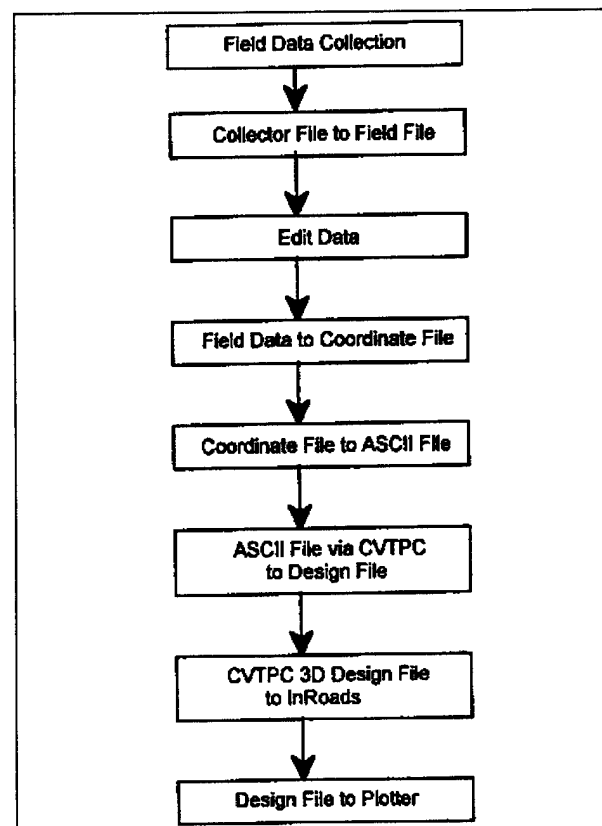 Field Data Collection
Collector File to Field File
Edit Data
Field Data to Coordinate File
Coordinate File to ASCII File
ASCII File via CVTPC
to Design File
CVTPC 3D Design File
to InRoads
Design File to Plotter